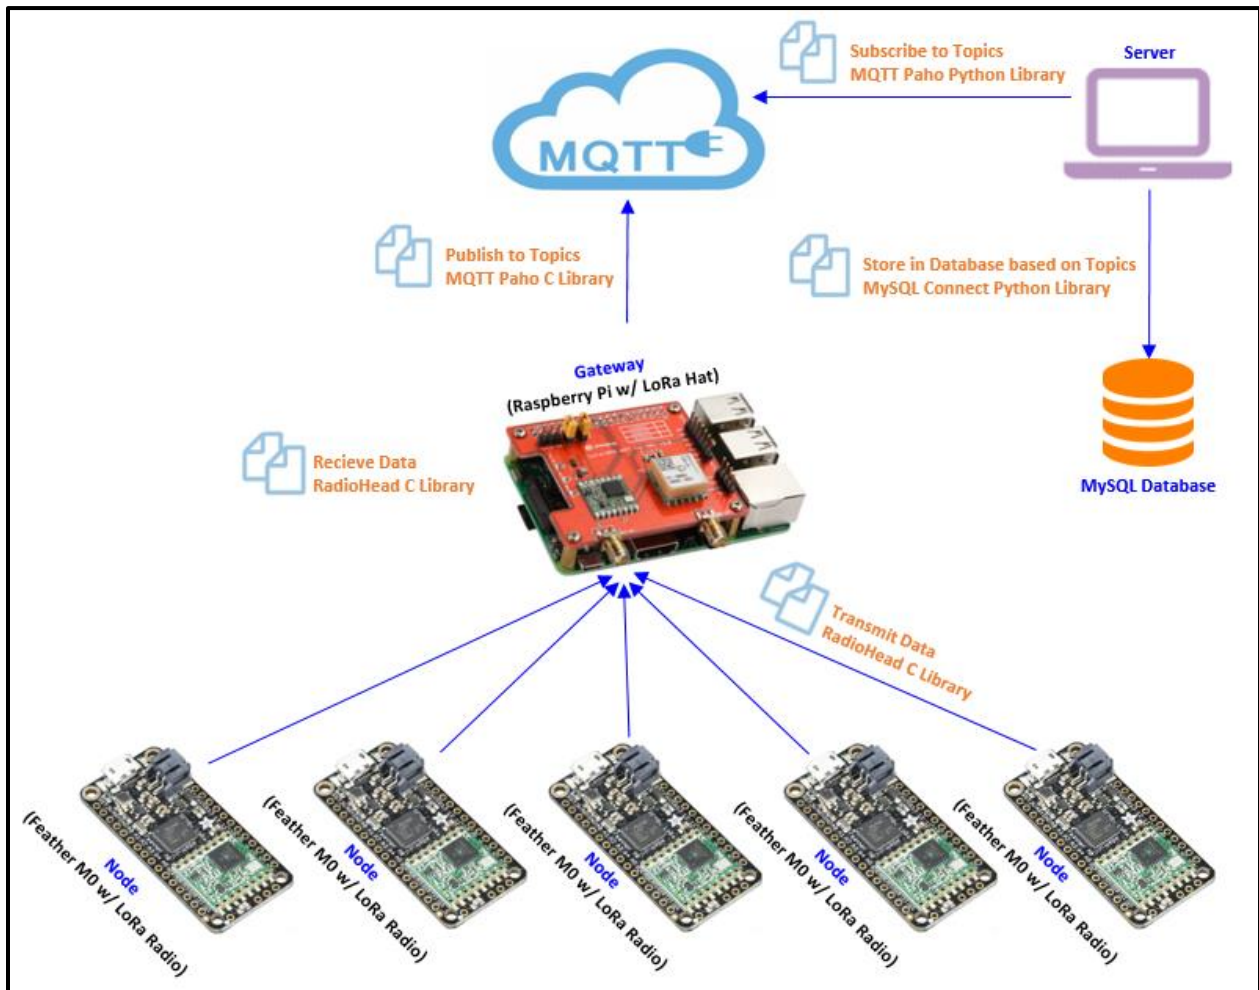 Subscribe to Topics
MQTT Paho Python Library
Server
MQTT
Publish to Topics
MQTT Paho C Library
Store in Database based on Topics
MySQL Connect Python Library
Gateway
(Raspberry Pi w/ LoRa Hat)
Recieve Data
RadioHead C Library
MySQL Database
Transmit Data
RadioHead C Library
Node
(Feather M0 w/ LoRa Radio)
Node
(Feather M0 w/ LoRa Radio)
Node
(Feather M0 w/ LoRa Radio)
Node
(Feather M0 w/ LoRa Radio)
Node
(Feather M0 w/ LoRa Radio)